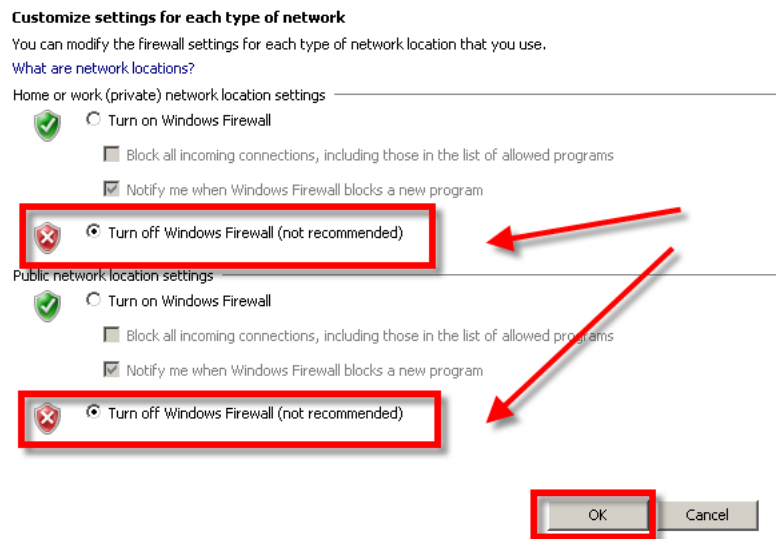 Customize settings for each type of network
You can modify the firewall settings for each type of network location that you use.
What are network locations?
Home or work (private) network location settings
Turn on Windows Firewall
Block all incoming connections, including those in the list of allowed programs
Notify me when Windows Firewall blocks a new program
Turn off Windows Firewall (not recommended)
Public network location settings
Turn on Windows Firewall
Block all incoming connections, including those in the list of allowed programs
Notify me when Windows Firewall blocks a new program
Turn off Windows Firewall (not recommended)
OK Cancel